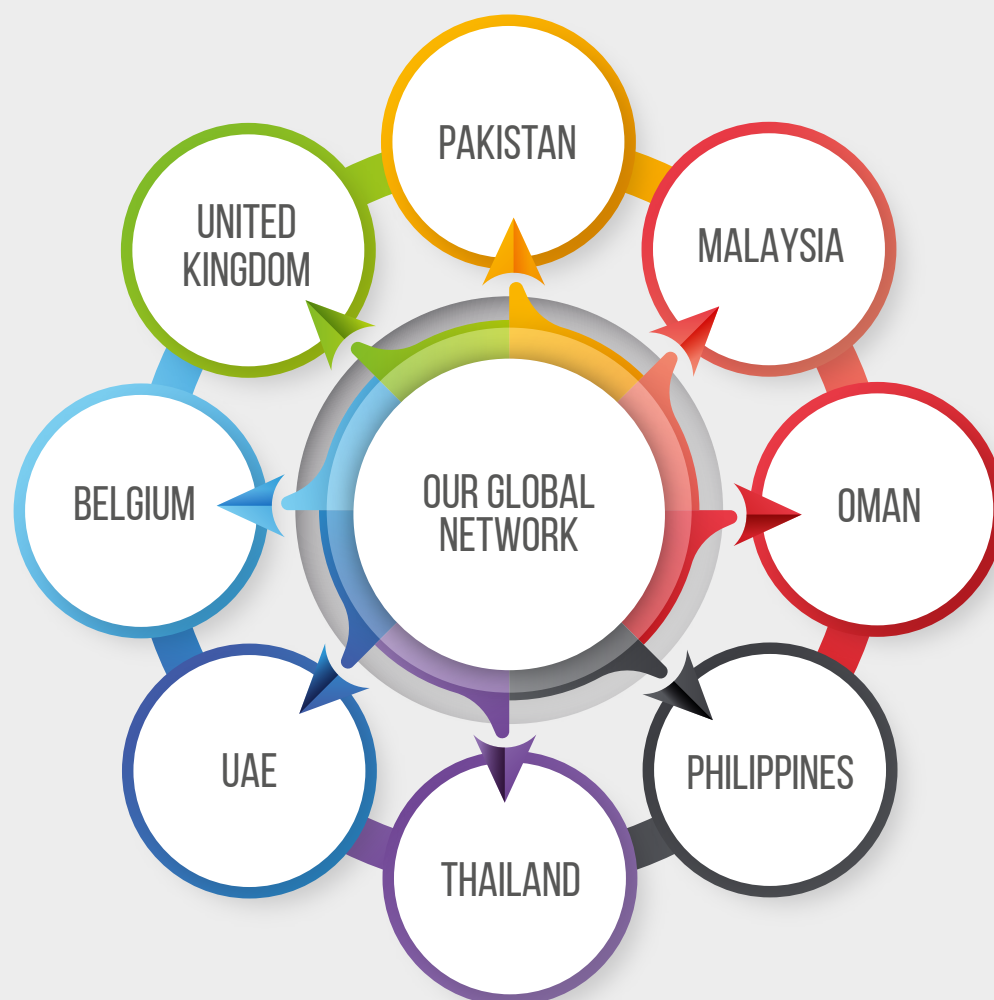 PAKISTAN
UNITED
KINGDOM
MALAYSIA
BELGIUM
OUR GLOBAL
NETWORK
OMAN
UAE
PHILIPPINES
THAILAND